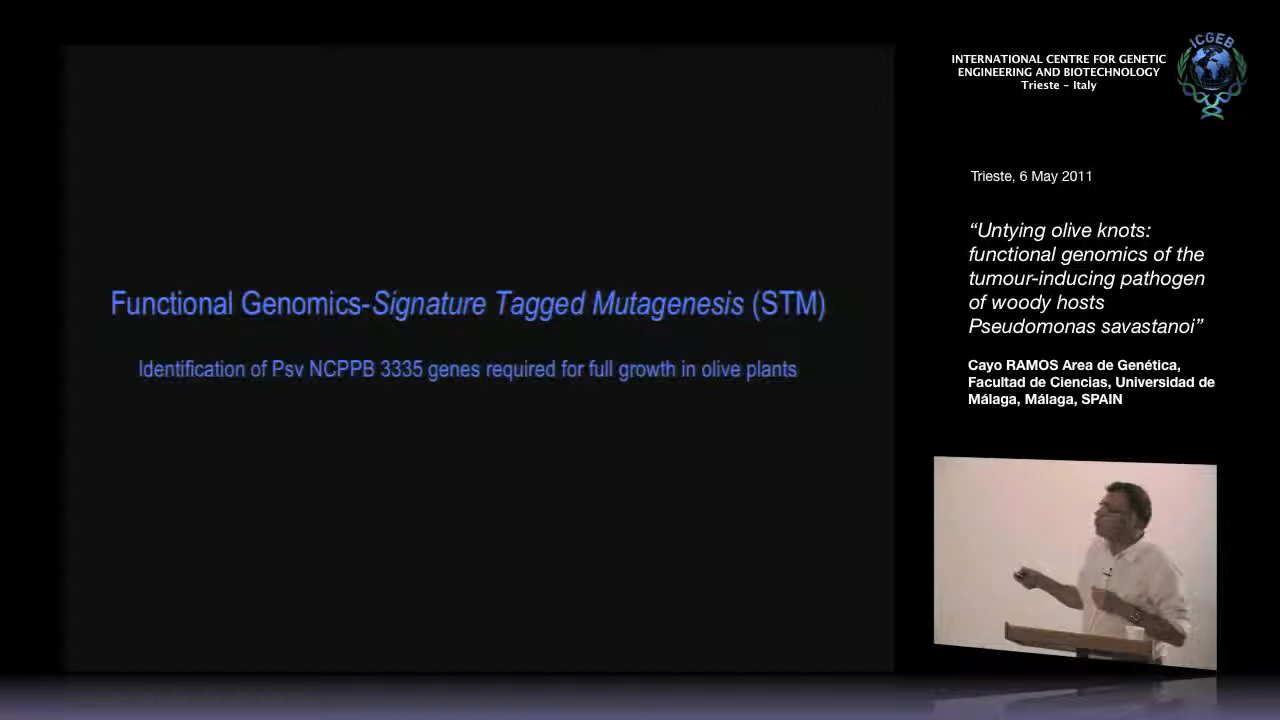 Functional Genomics-Signature Tagged Mutagenesis (STM)
Identification of Psv NCPPB 3335 genes required for full growth in olive plants
INTERNATIONAL CENTRE FOR GENETIC
ENGINEERING AND BIOTECHNOLOGY
Trieste - Italy
ICGEB
Trieste, 6 May 2011
“Untying olive knots:
functional genomics of the
tumour-inducing pathogen
of woody hosts
Pseudomonas savastanoi”
Cayo RAMOS Area de Genética,
Facultad de Ciencias, Universidad de
Málaga, Málaga, SPAIN